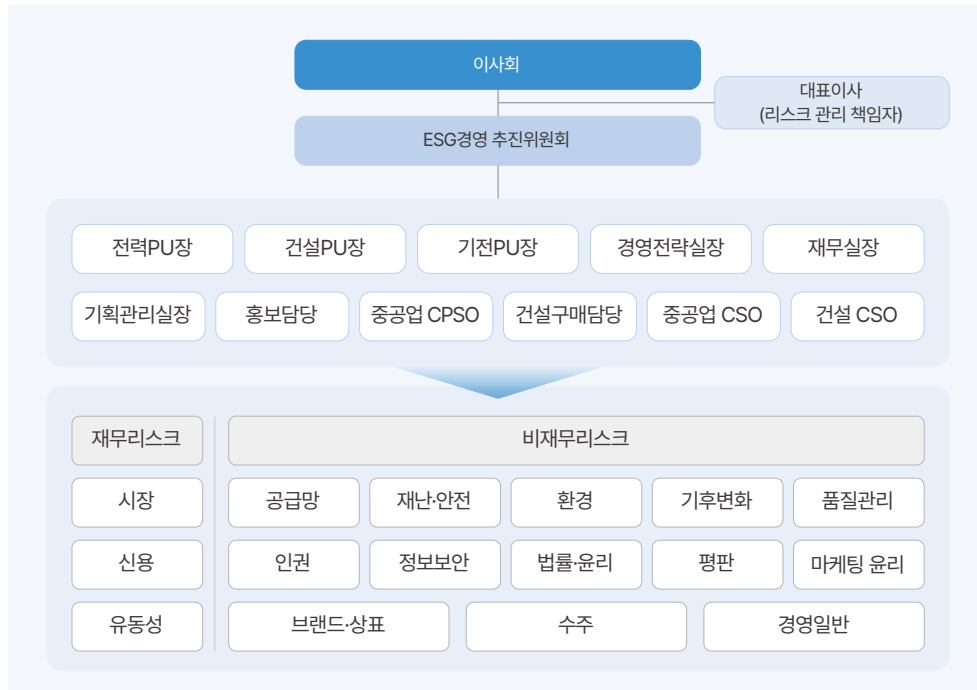 이사회
대표이사
(리스크 관리 책임자)
ESG경영 추진위원회
전력PU장
건설PU장
기전PU장
경영전략실장
재무실장
기획관리실장
홍보담당
중공업 CPSO
건설구매담당
중공업 CSO
건설 CSO
재무리스크
비재무리스크
시장
공급망
재난·안전
환경
기후변화
품질관리
신용
인권
정보보안
법률·윤리
평판
마케팅 윤리
유동성
브랜드·상표
수주
경영일반